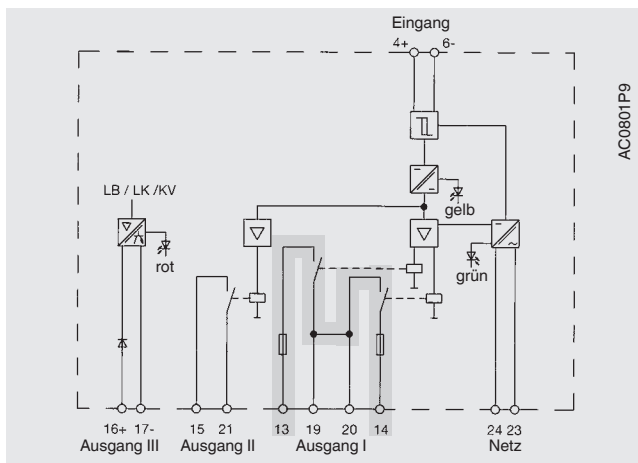 Eingang
4+ 6-
AC0801P9
LB / LK /KV
gelb
rot
grün
16+ 17- 15 21 13 19 20 14 24 23
Ausgang III Ausgang II Ausgang I Netz